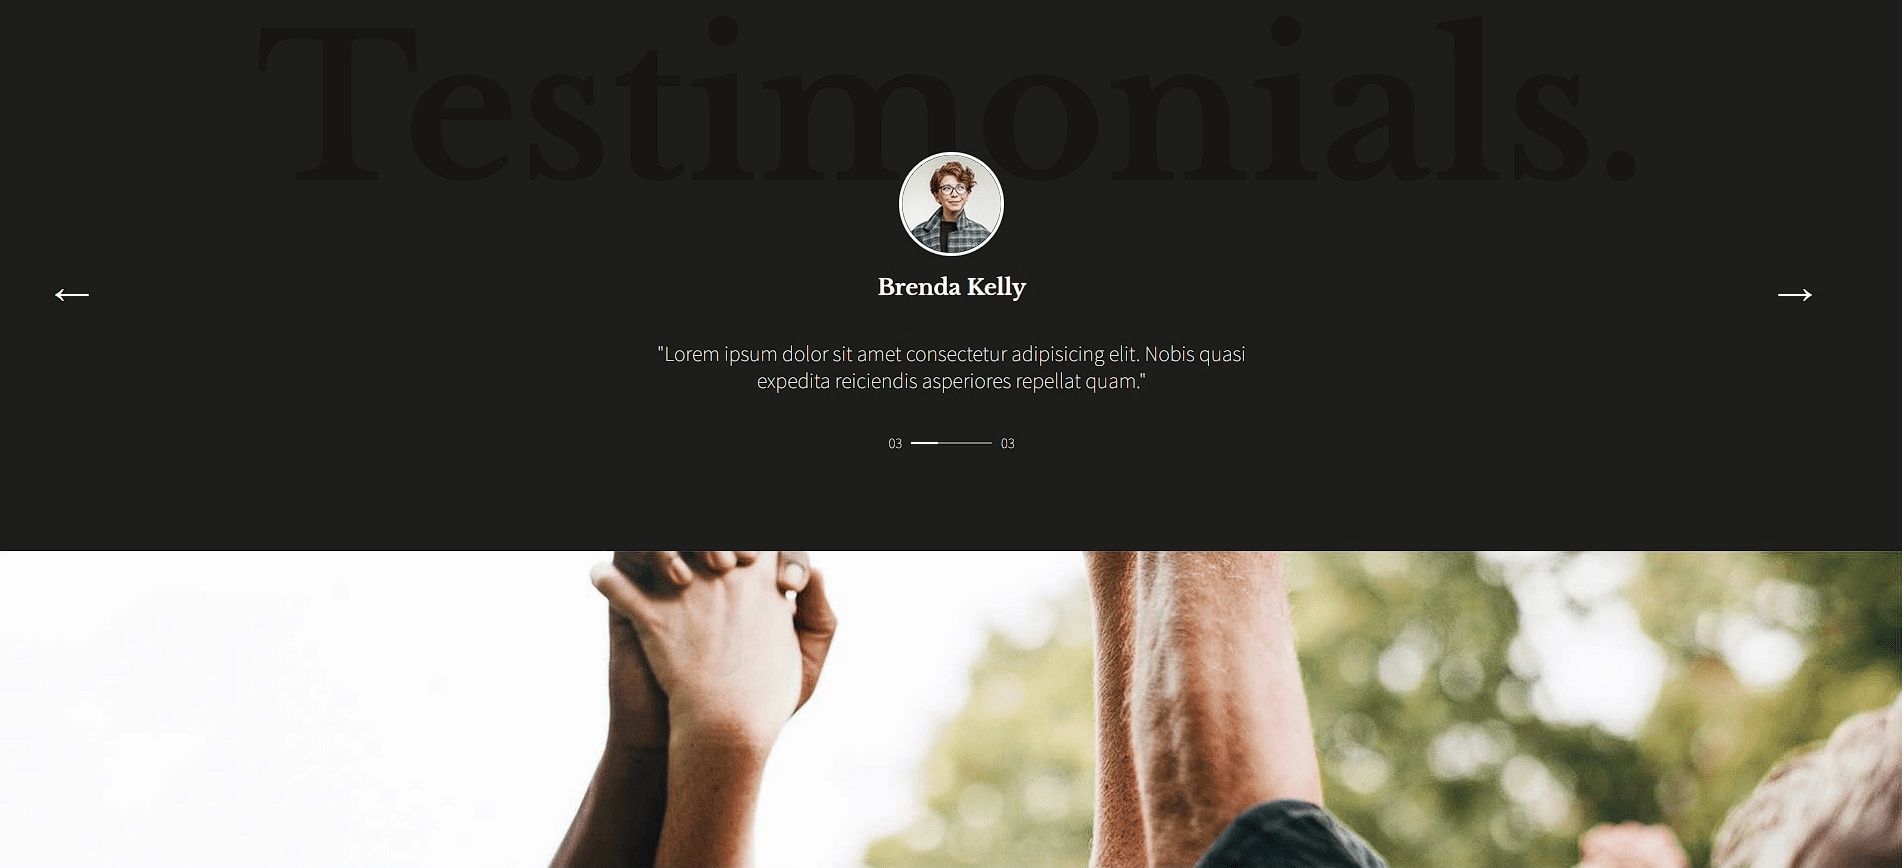 Testimonials.
Brenda Kelly
"Lorem ipsum dolor sit amet consectetur adipisicing elit. Nobis quasi
expedita reiciendis asperiores repellat quam."
03 03